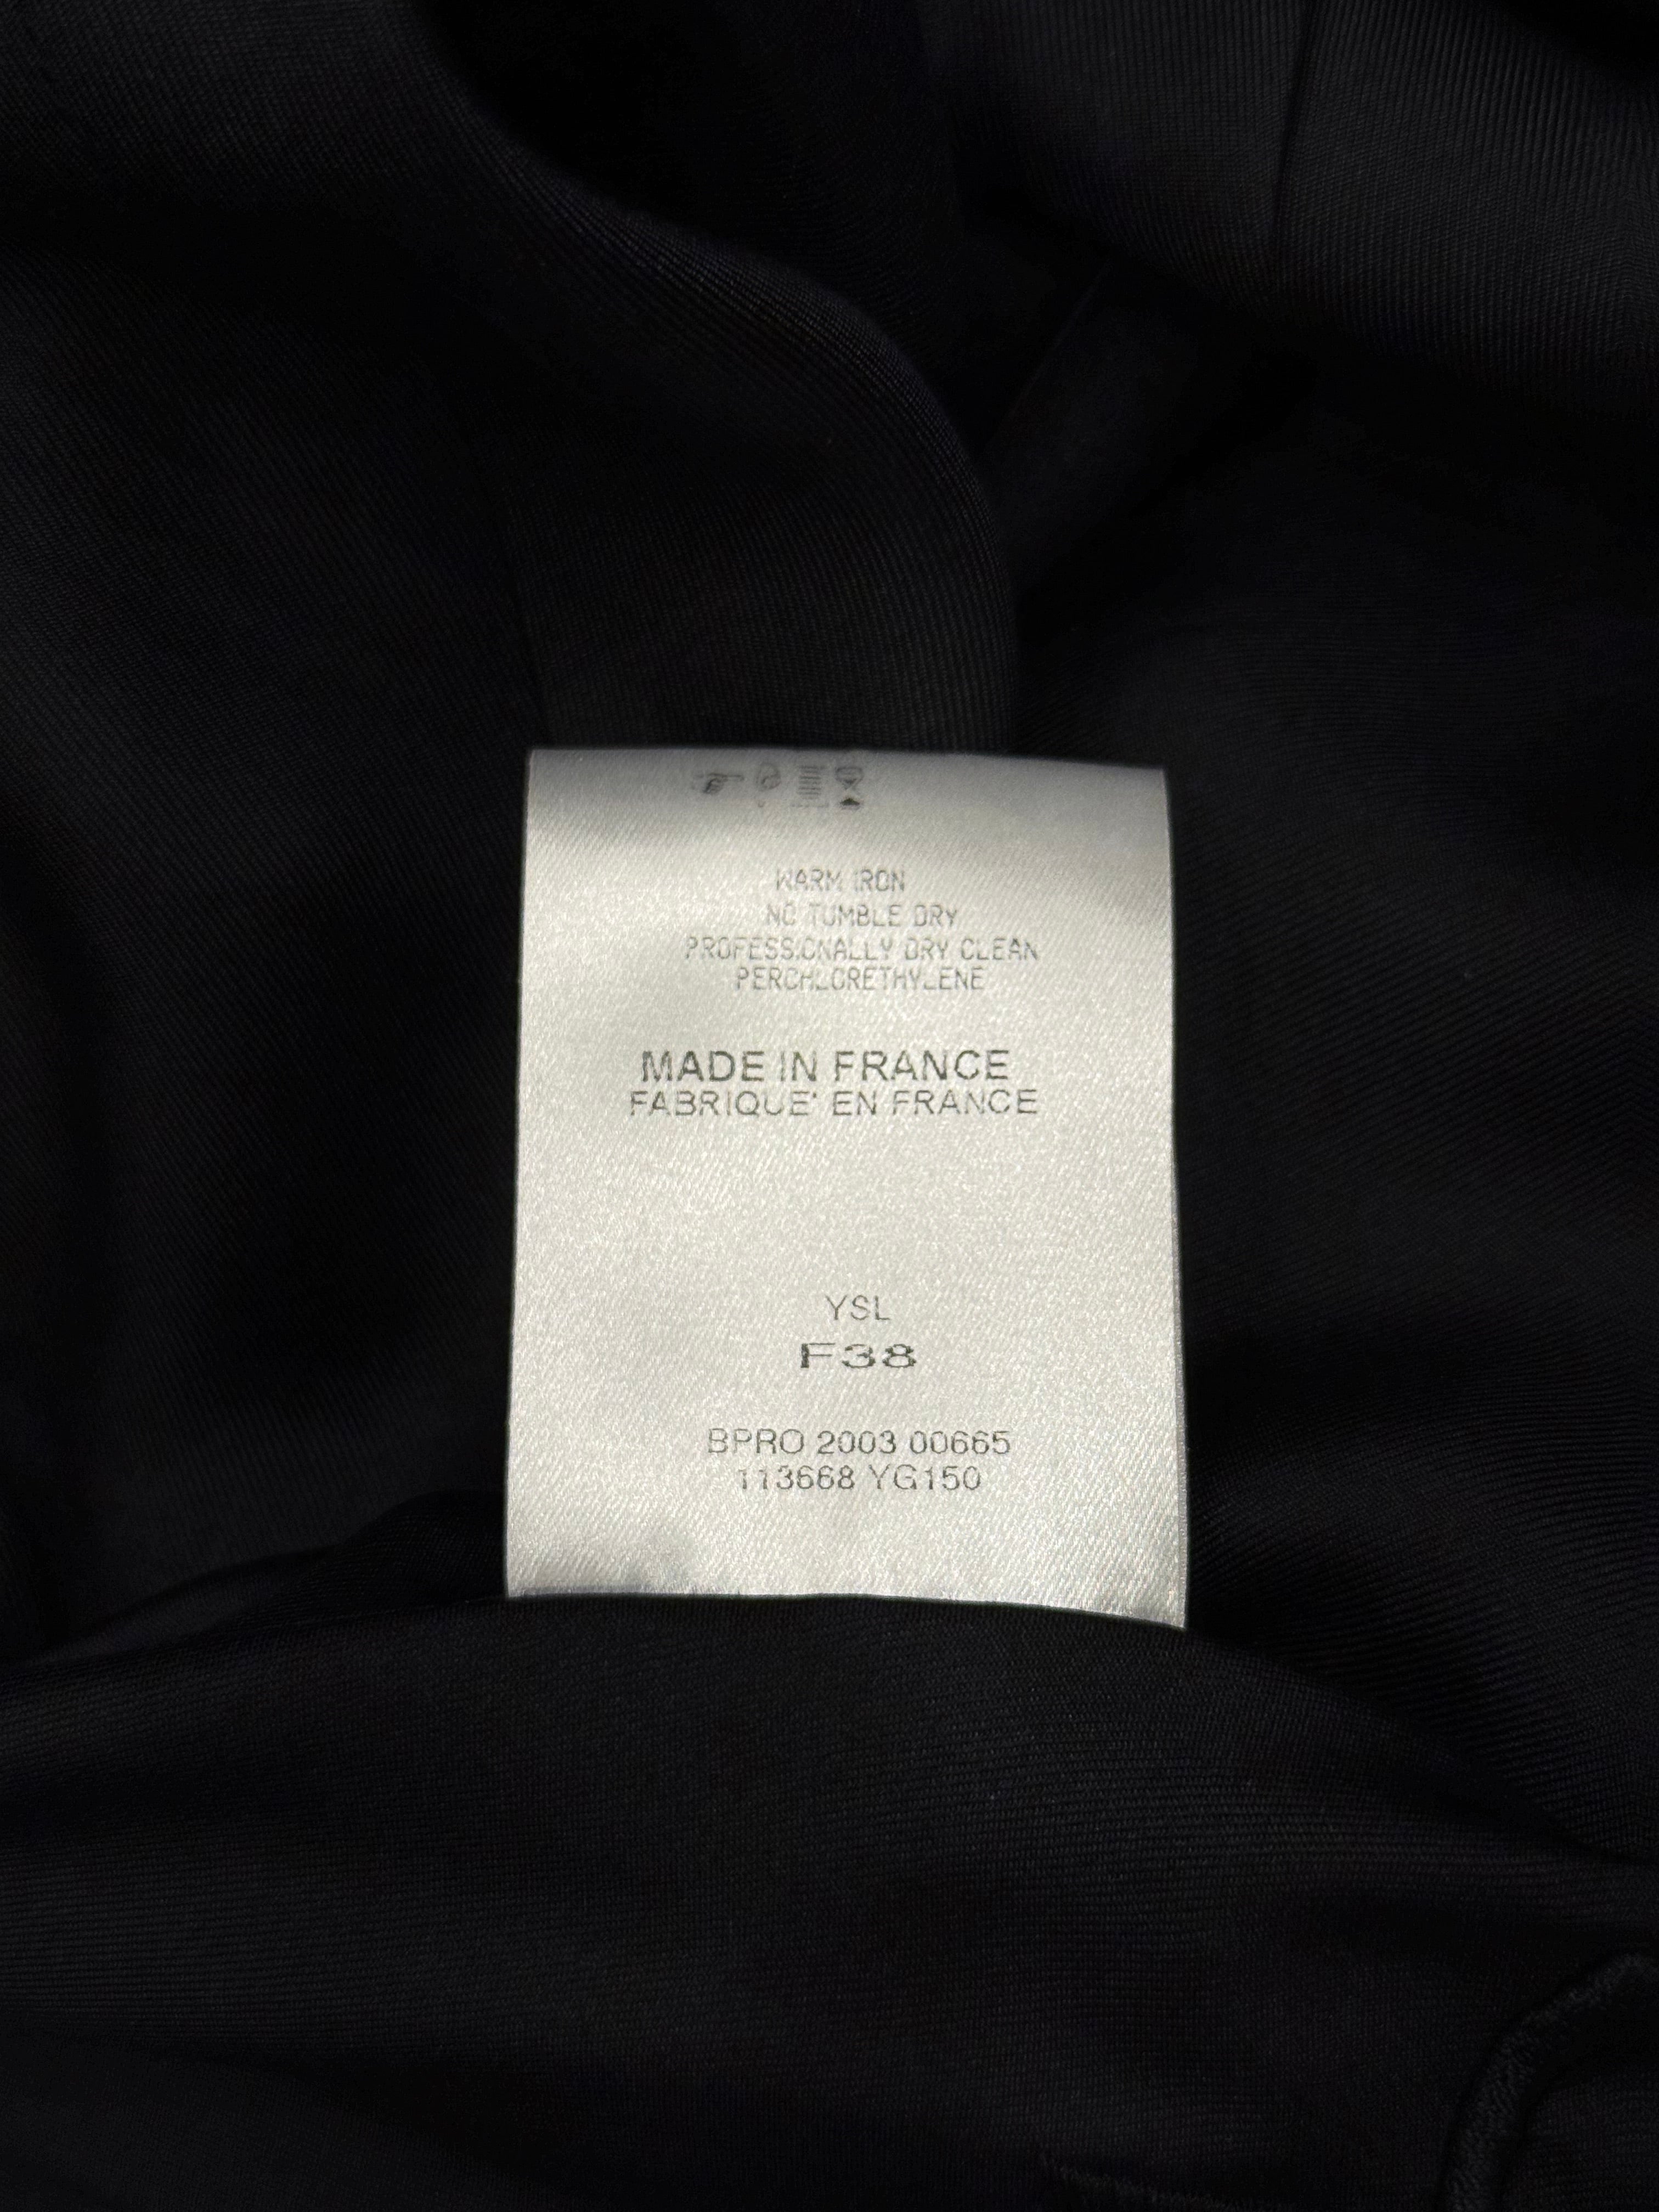 WARM IRON
NO TUMBLE DRY
PROFESSIONALLY DRY CLEAN
PERCHLORETHYLENE
MADE IN FRANCE
FABRIQUE' EN FRANCE
YSL
F38
BPRO 2003 00665
113668 YG150